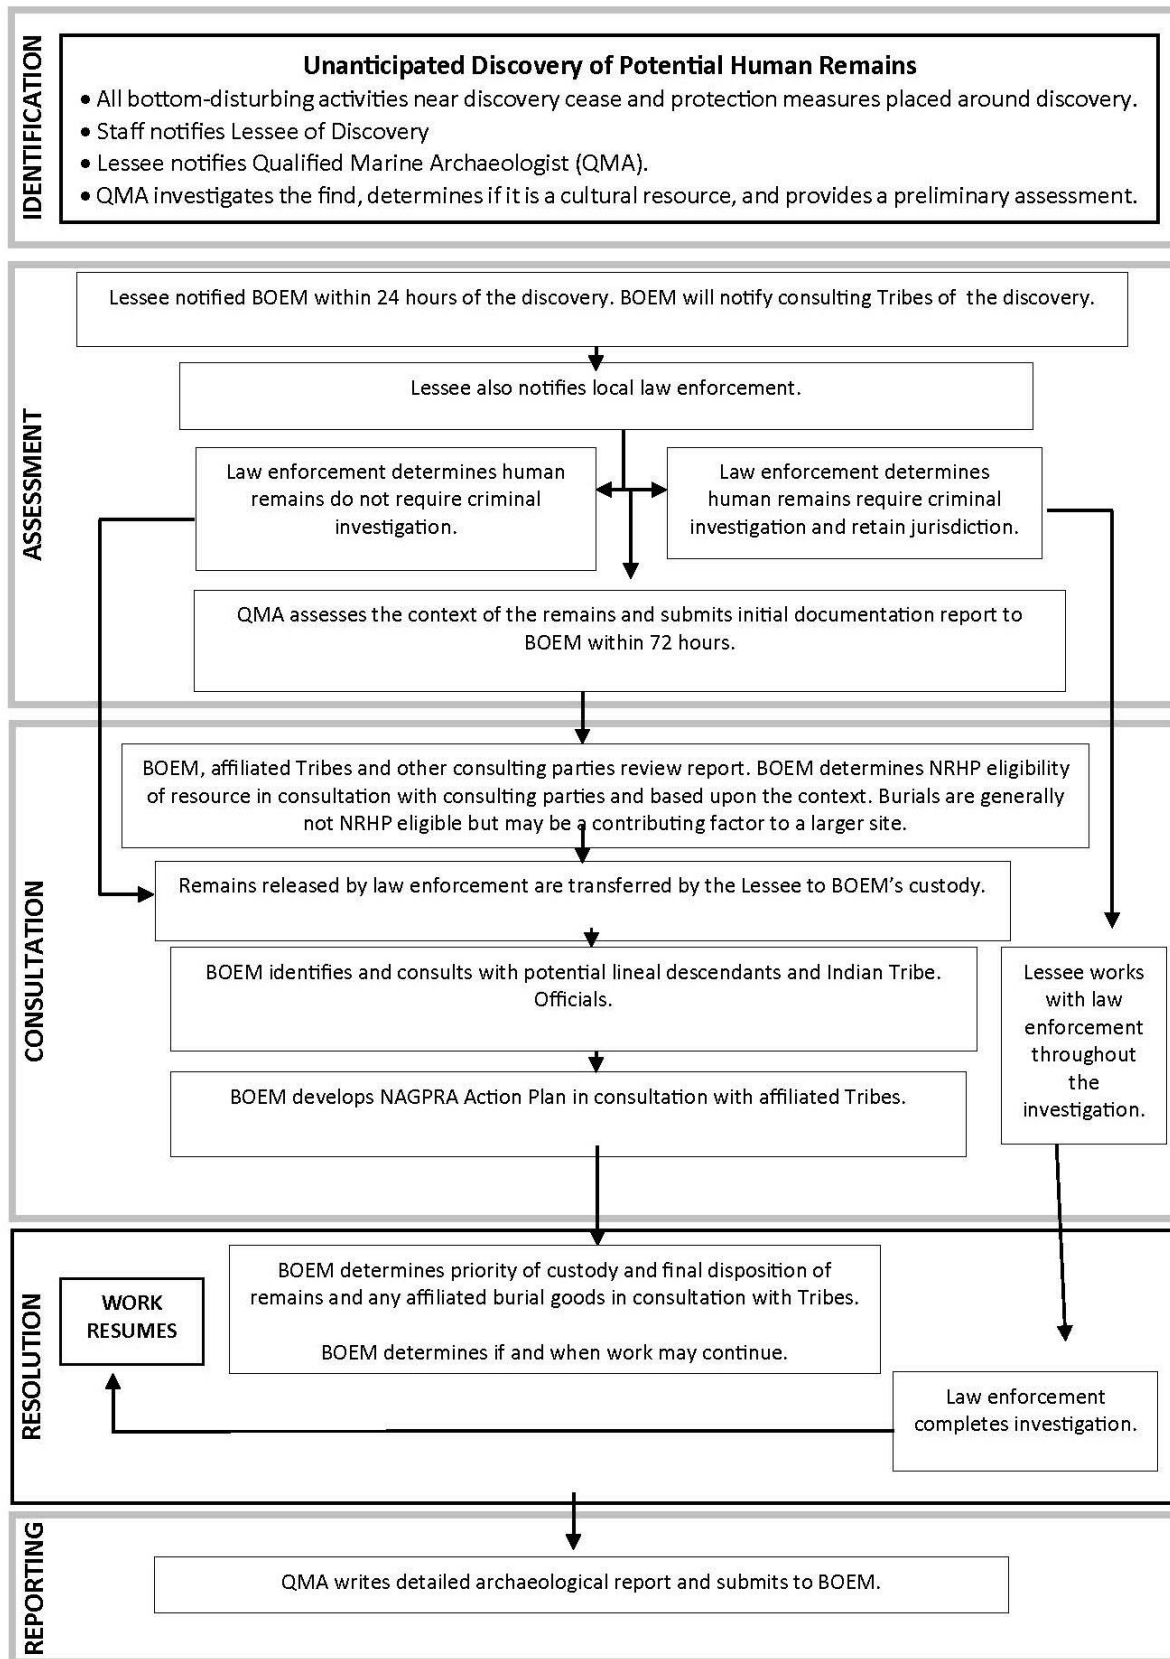 IDENTIFICATION
Unanticipated Discovery of Potential Human Remains
• All bottom-disturbing activities near discovery cease and protection measures placed around discovery.
• Staff notifies Lessee of Discovery
• Lessee notifies Qualified Marine Archaeologist (QMA).
• QMA investigates the find, determines if it is a cultural resource, and provides a preliminary assessment.
ASSESSMENT
Lessee notified BOEM within 24 hours of the discovery. BOEM will notify consulting Tribes of the discovery.
Lessee also notifies local law enforcement.
Law enforcement determines human
remains do not require criminal
investigation.
Law enforcement determines
human remains require criminal
investigation and retain jurisdiction.
QMA assesses the context of the remains and submits initial documentation report to
BOEM within 72 hours.
CONSULTATION
BOEM, affiliated Tribes and other consulting parties review report. BOEM determines NRHP eligibility
of resource in consultation with consulting parties and based upon the context. Burials are generally
not NRHP eligible but may be a contributing factor to a larger site.
Remains released by law enforcement are transferred by the Lessee to BOEM's custody.
BOEM identifies and consults with potential lineal descendants and Indian Tribe.
Officials.
BOEM develops NAGPRA Action Plan in consultation with affiliated Tribes.
Lessee works
with law
enforcement
throughout
the
investigation.
RESOLUTION
WORK
RESUMES
BOEM determines priority of custody and final disposition of
remains and any affiliated burial goods in consultation with Tribes.
BOEM determines if and when work may continue.
Law enforcement
completes investigation.
REPORTING
QMA writes detailed archaeological report and submits to BOEM.